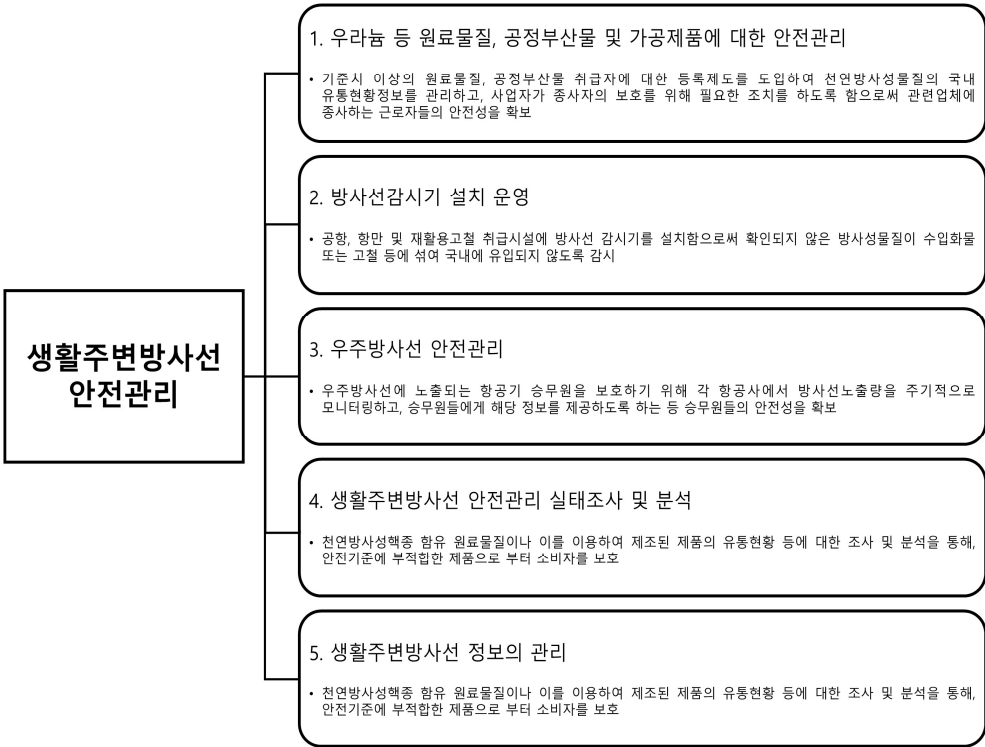 생활주변방사선
안전관리
1. 우라늄 등 원료물질, 공정부산물 및 가공제품에 대한 안전관리
• 기준시 이상의 원료물질, 공정부산물 취급자에 대한 등록제도를 도입하여 천연방사성물질의 국내
유통현황정보를 관리하고, 사업자가 종사자의 보호를 위해 필요한 조치를 하도록 함으로써 관련업체에
종사하는 근로자들의 안전성을 확보
2. 방사선감시기 설치 운영
• 공항, 항만 및 재활용고철 취급시설에 방사선 감시기를 설치함으로써 확인되지 않은 방사성물질이 수입화물
또는 고철 등에 섞여 국내에 유입되지 않도록 감시
3. 우주방사선 안전관리
• 우주방사선에 노출되는 항공기 승무원을 보호하기 위해 각 항공사에서 방사선노출량을 주기적으로
모니터링하고, 승무원들에게 해당 정보를 제공하도록 하는 등 승무원들의 안전성을 확보
4. 생활주변방사선 안전관리 실태조사 및 분석
• 천연방사성핵종 함유 원료물질이나 이를 이용하여 제조된 제품의 유통현황 등에 대한 조사 및 분석을 통해,
안전기준에 부적합한 제품으로 부터 소비자를 보호
5. 생활주변방사선 정보의 관리
• 천연방사성핵종 함유 원료물질이나 이를 이용하여 제조된 제품의 유통현황 등에 대한 조사 및 분석을 통해,
안전기준에 부적합한 제품으로 부터 소비자를 보호